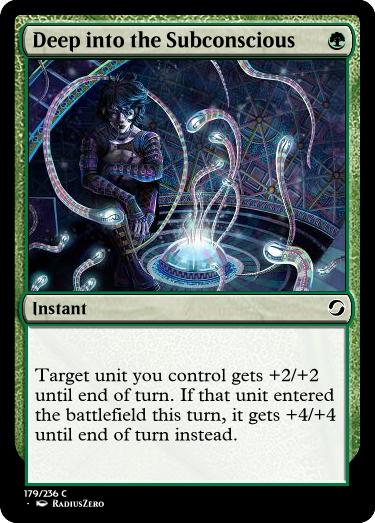 Deep into the Subconscious
Instant
Target unit you control gets +2/+2
until end of turn. If that unit entered
the battlefield this turn, it gets +4/+4
until end of turn instead.
179/236 C
· RadiusZero